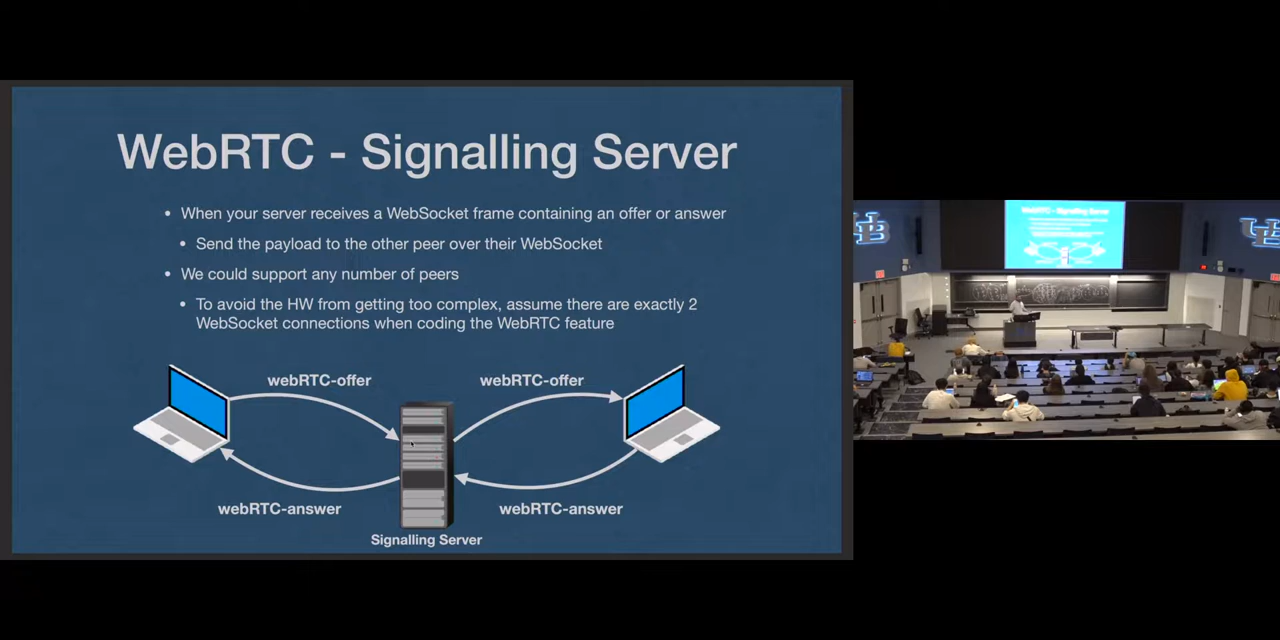 WebRTC - Signalling Server
• When your server receives a WebSocket frame containing an offer or answer
• Send the payload to the other peer over their WebSocket
• We could support any number of peers
• To avoid the HW from getting too complex, assume there are exactly 2
WebSocket connections when coding the WebRTC feature
webRTC-offer
webRTC-offer
webRTC-answer
webRTC-answer
Signalling Server
WebRTC - Signalling Server